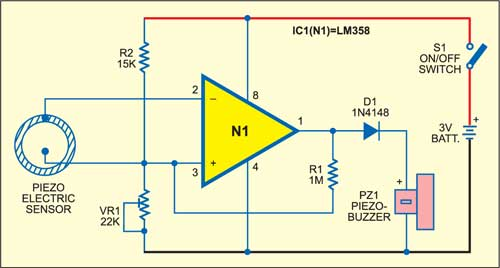 IC1(N1)=LM358
R2
15K
S1
ON/OFF
SWITCH
2
8
–
N1
1
D1
1N4148
3V
BATT.
+
+
3
4
R1
1M
+
PZ1
PIEZO-
BUZZER
PIEZO
ELECTRIC
SENSOR
VR1
22K